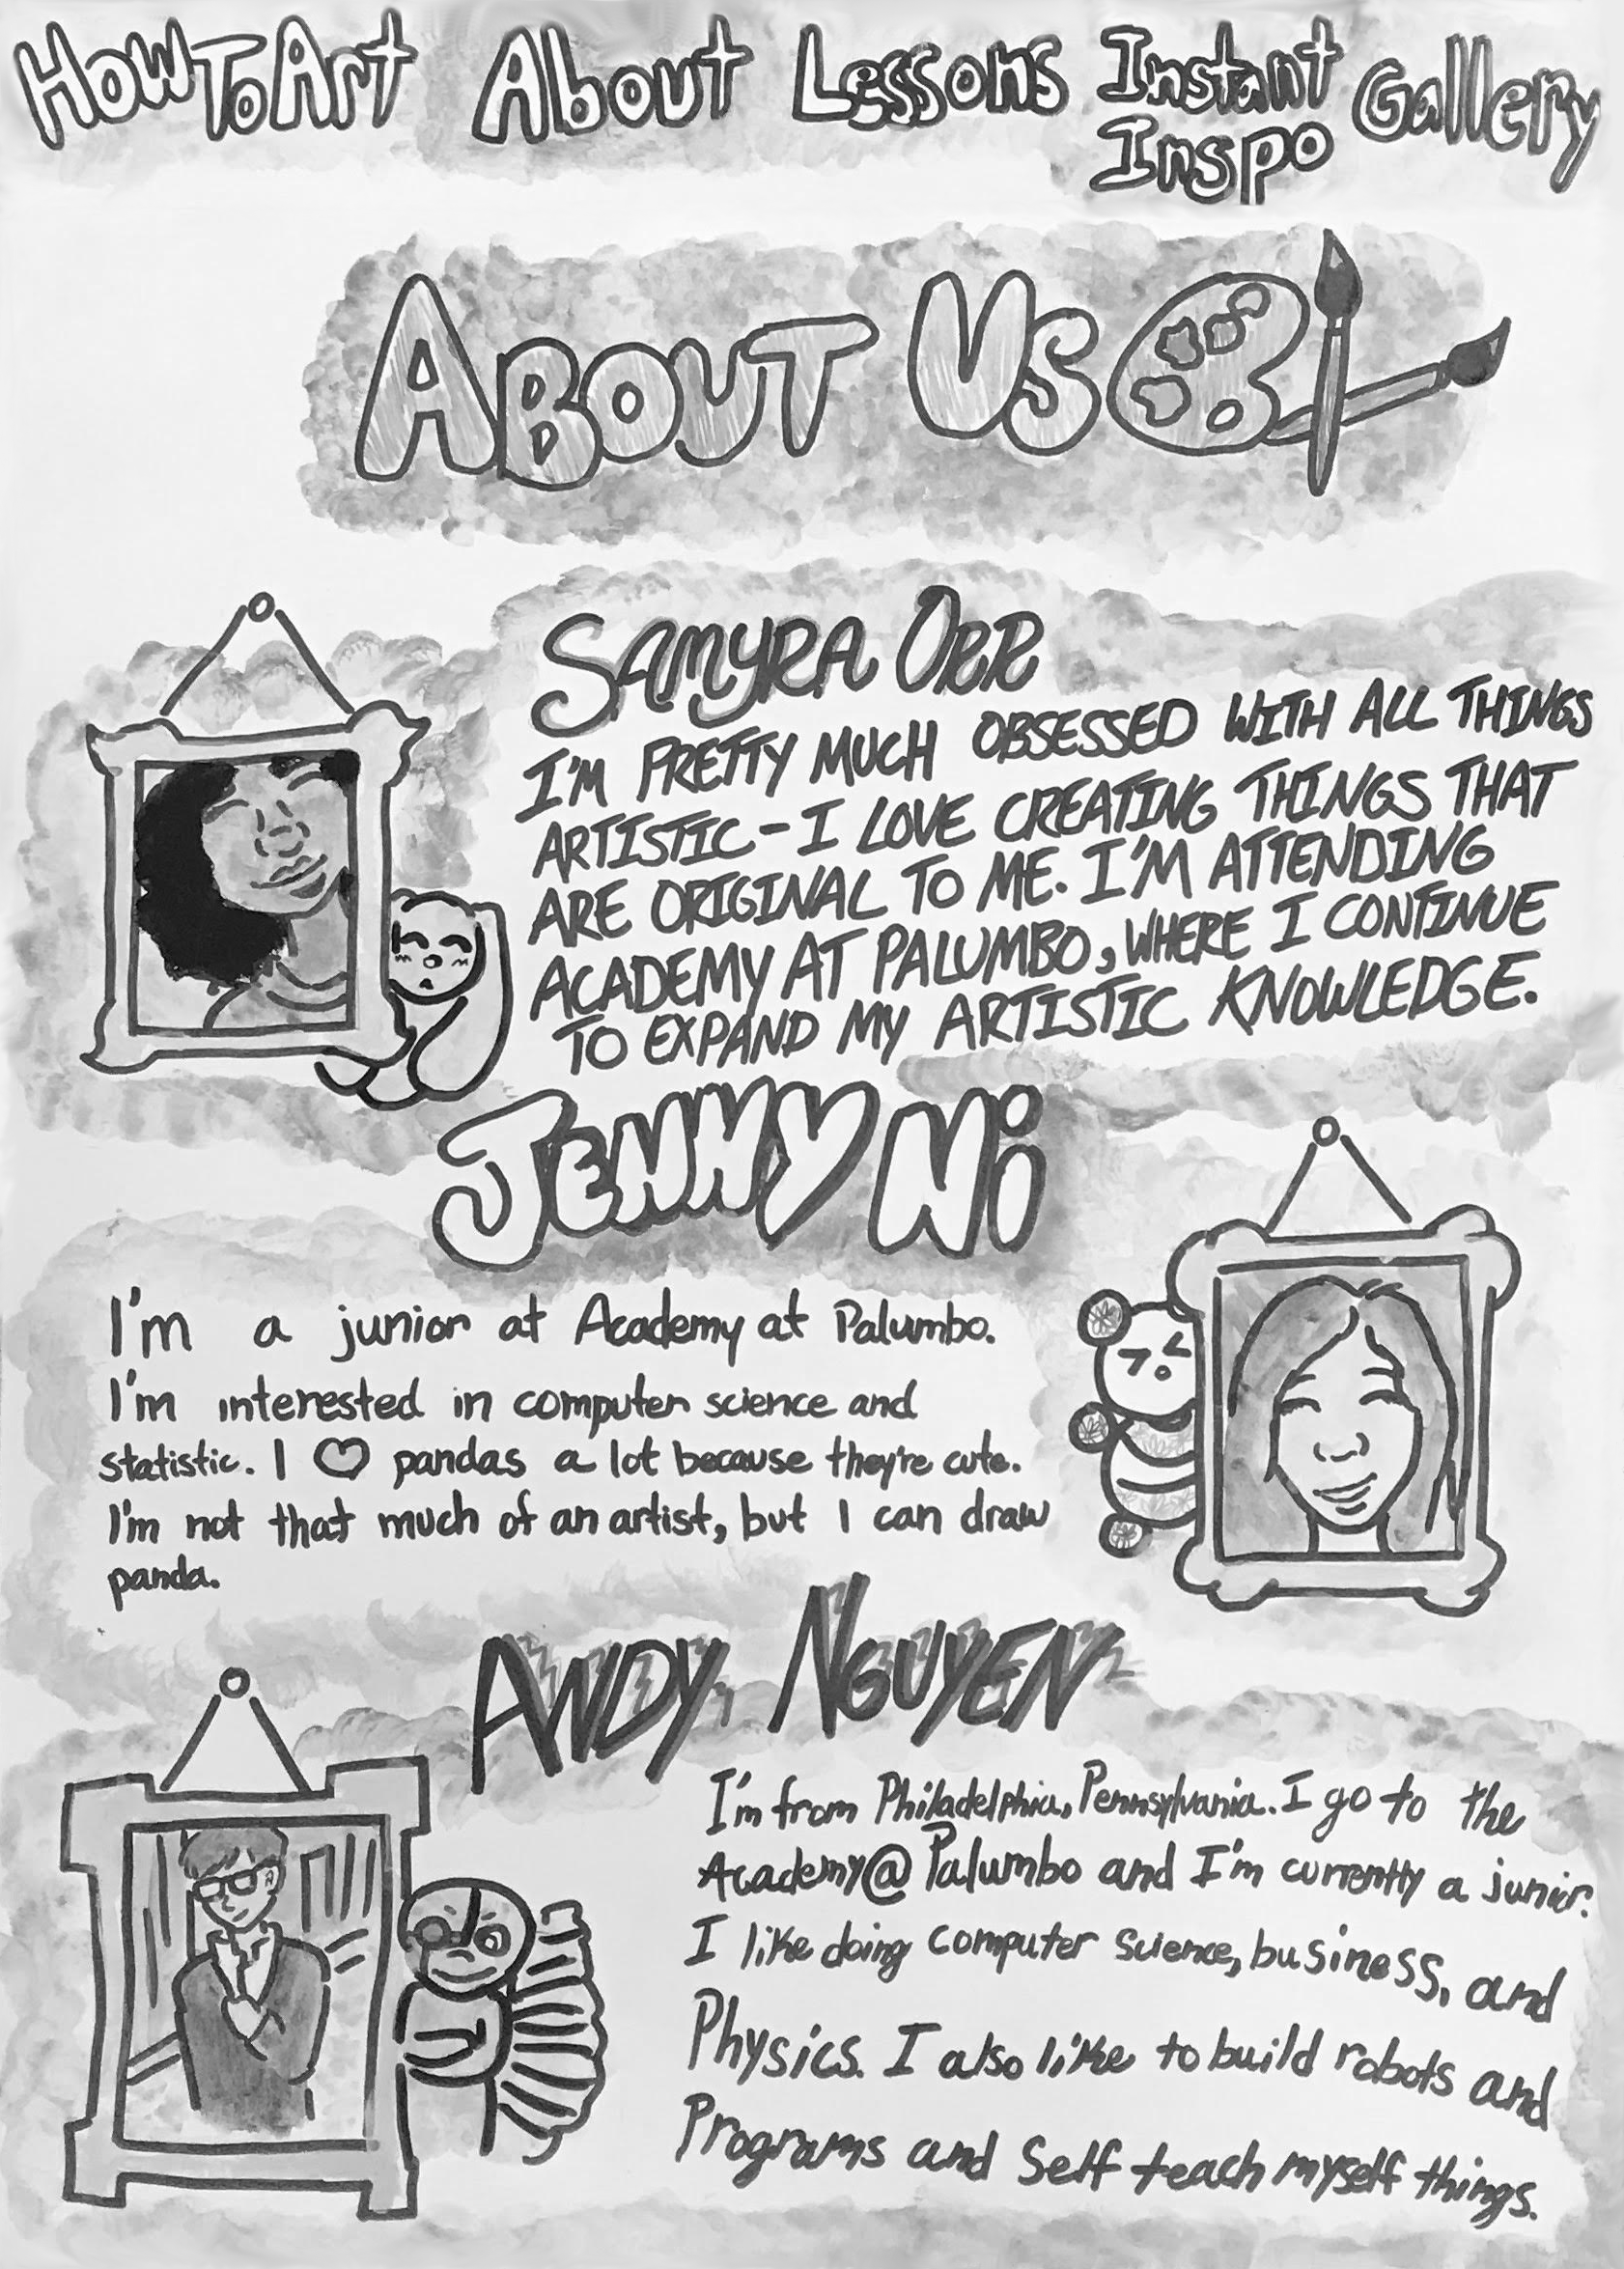 HowToArt About Lessons Instant Inspo Gallery
ABOUT US
SAMYRA ORR
I'M PRETTY MUCH OBSESSED WITH ALL THINGS
ARTISTIC-I LOVE CREATING THINGS THAT
ARE ORIGINAL TO ME. I'M ATTENDING
ACADEMY AT PALUMBO, WHERE I CONTINUE
TO EXPAND MY ARTISTIC KNOWLEDGE.
JENNY Ni
I'm a junior at Academy at Palumbo.
I'm interested in computer science and
statistic. I ♡ pandas a lot because they're cute.
I'm not that much of an artist, but I can draw
panda.
ANDY NGUYEN
I'm from Philadelphia, Pennsylvania. I go to the
Academy@Palumbo and I'm currently a junior.
I like doing computer science, business, and
Physics. I also like to build robots and
Programs and Self teach myself things.